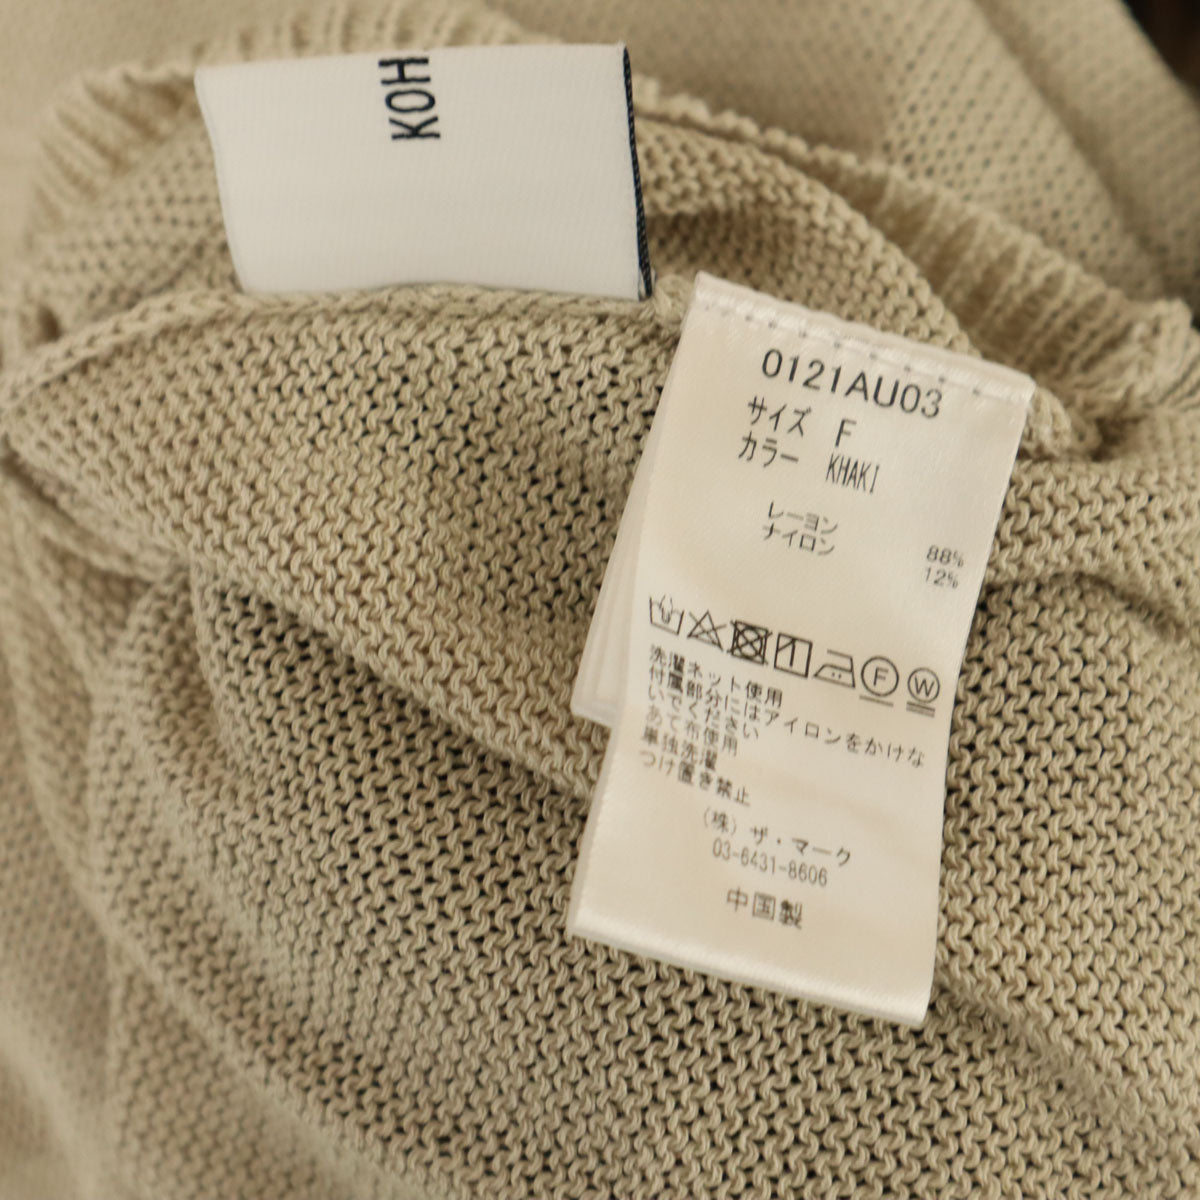 KOH
0121AU03
サイズ F
カラー KHAKI
レーヨン 88%
ナイロン 12%
F W
洗濯ネット使用
付属部分にはアイロンをかけな
いでください
あて布使用
単独洗濯
つけ置き禁止
(株) ザ・マーク
03-6431-8606
中国製